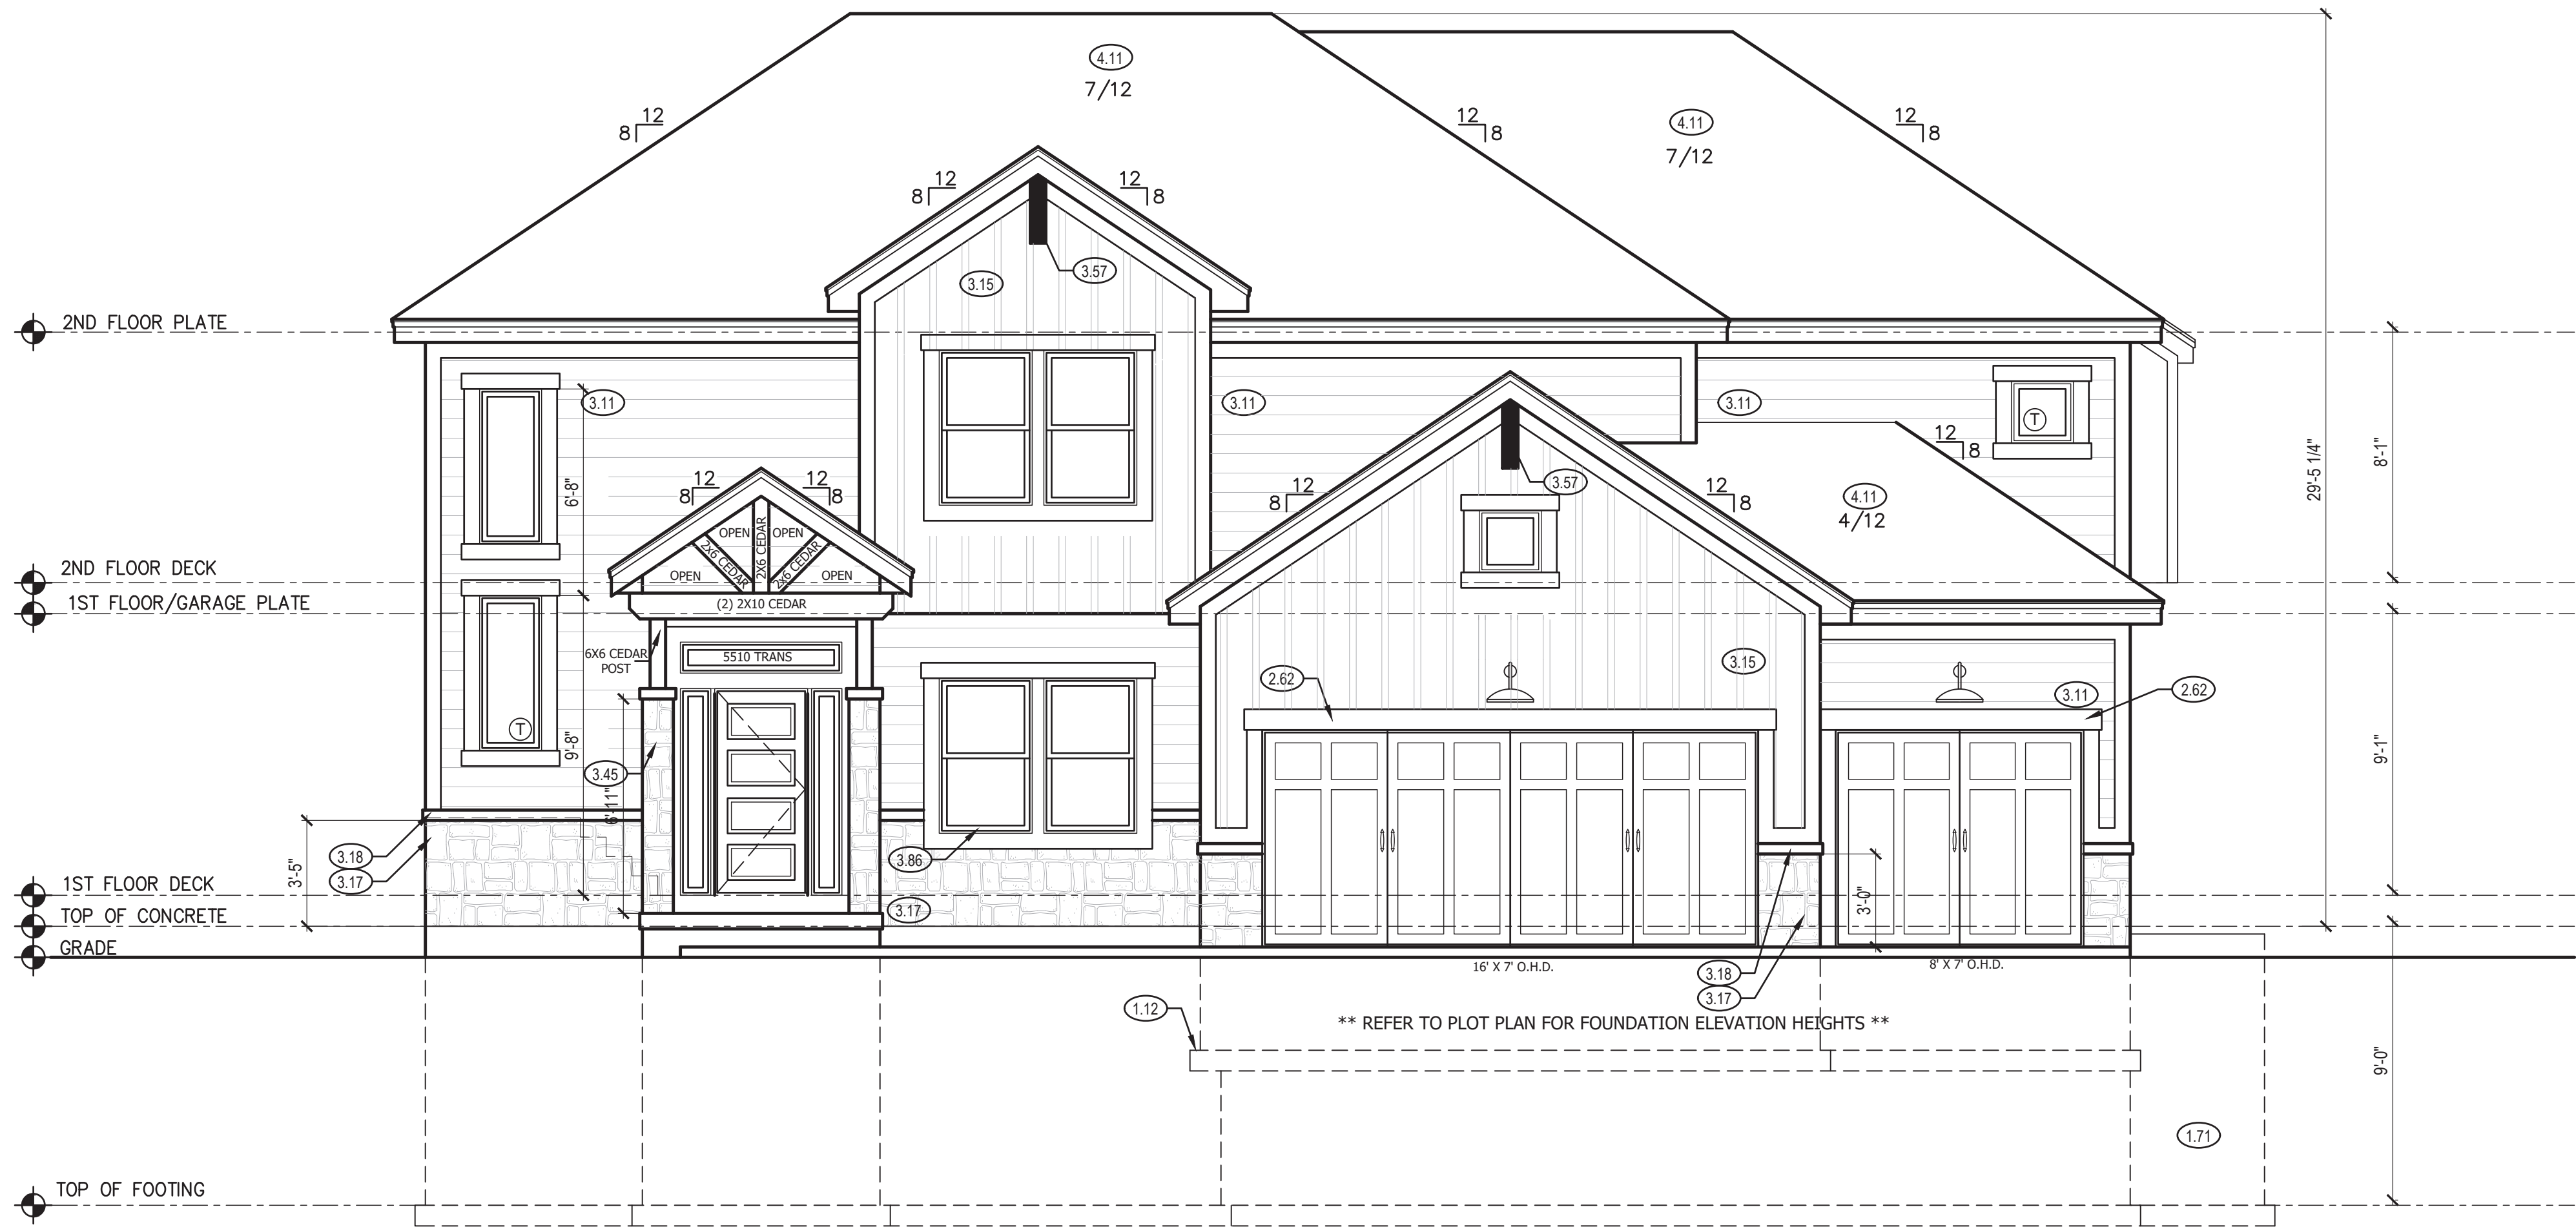 4.11
7/12
12
8
12
8
4.11
7/12
12
8
12
8
12
8
3.57
3.15
2ND FLOOR PLATE
3.11
3.11
3.11
T
12
8
29'-5 1/4"
8'-1"
6'-8"
12
8
12
8
12
8
12
8
3.57
4.11
4/12
OPEN
OPEN
2X6 CEDAR
2x6 CEDAR
2x6 CEDAR
OPEN
OPEN
2ND FLOOR DECK
1ST FLOOR/GARAGE PLATE
(2) 2X10 CEDAR
6X6 CEDAR
POST
5510 TRANS
2.62
3.15
3.11
2.62
T
9'-8"
3.45
6'-11"
9'-1"
3.18
3.17
3'-5"
3.86
1ST FLOOR DECK
3.17
3'-0"
TOP OF CONCRETE
GRADE
16' X 7' O.H.D.
8' X 7' O.H.D.
3.18
3.17
1.12
** REFER TO PLOT PLAN FOR FOUNDATION ELEVATION HEIGHTS **
9'-0"
1.71
TOP OF FOOTING